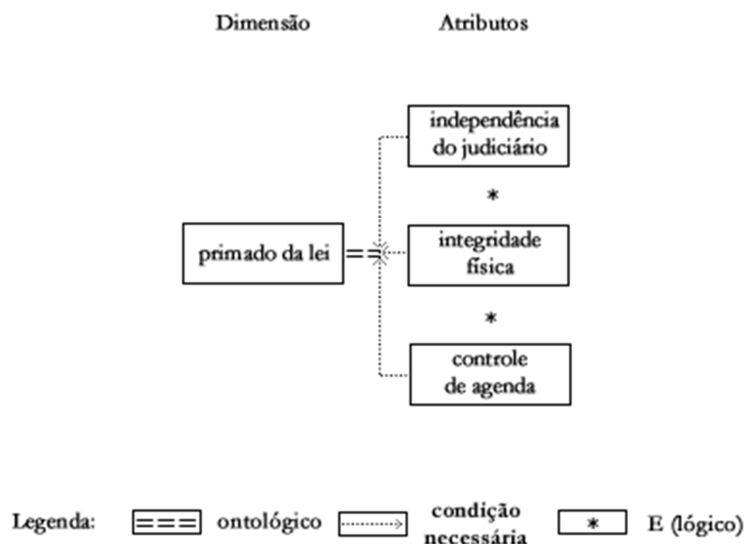 Dimensão Atributos
independência
do judiciário
*
primado da lei
===
integridade
física
*
controle
de agenda
Legenda: === ontológico condição necessária * E (lógico)